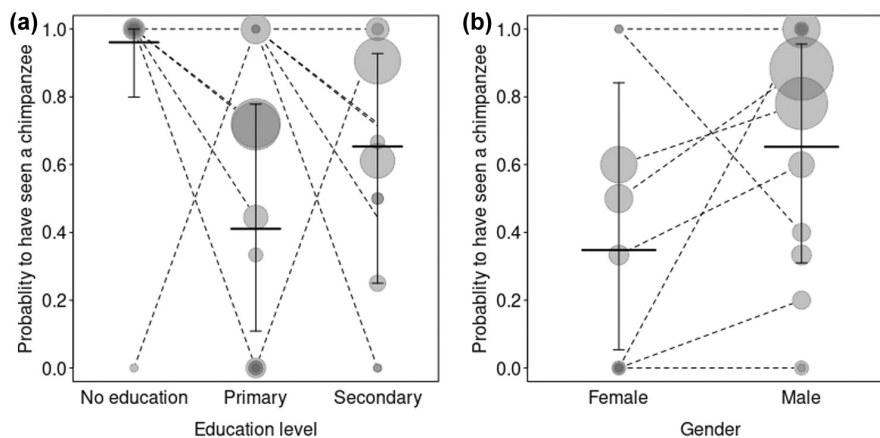 (a)
Probablity to have seen a chimpanzee
1.0
0.8
0.6
0.4
0.2
0.0
No education Primary Secondary
Education level
(b)
Probablity to have seen a chimpanzee
1.0
0.8
0.6
0.4
0.2
0.0
Female Male
Gender